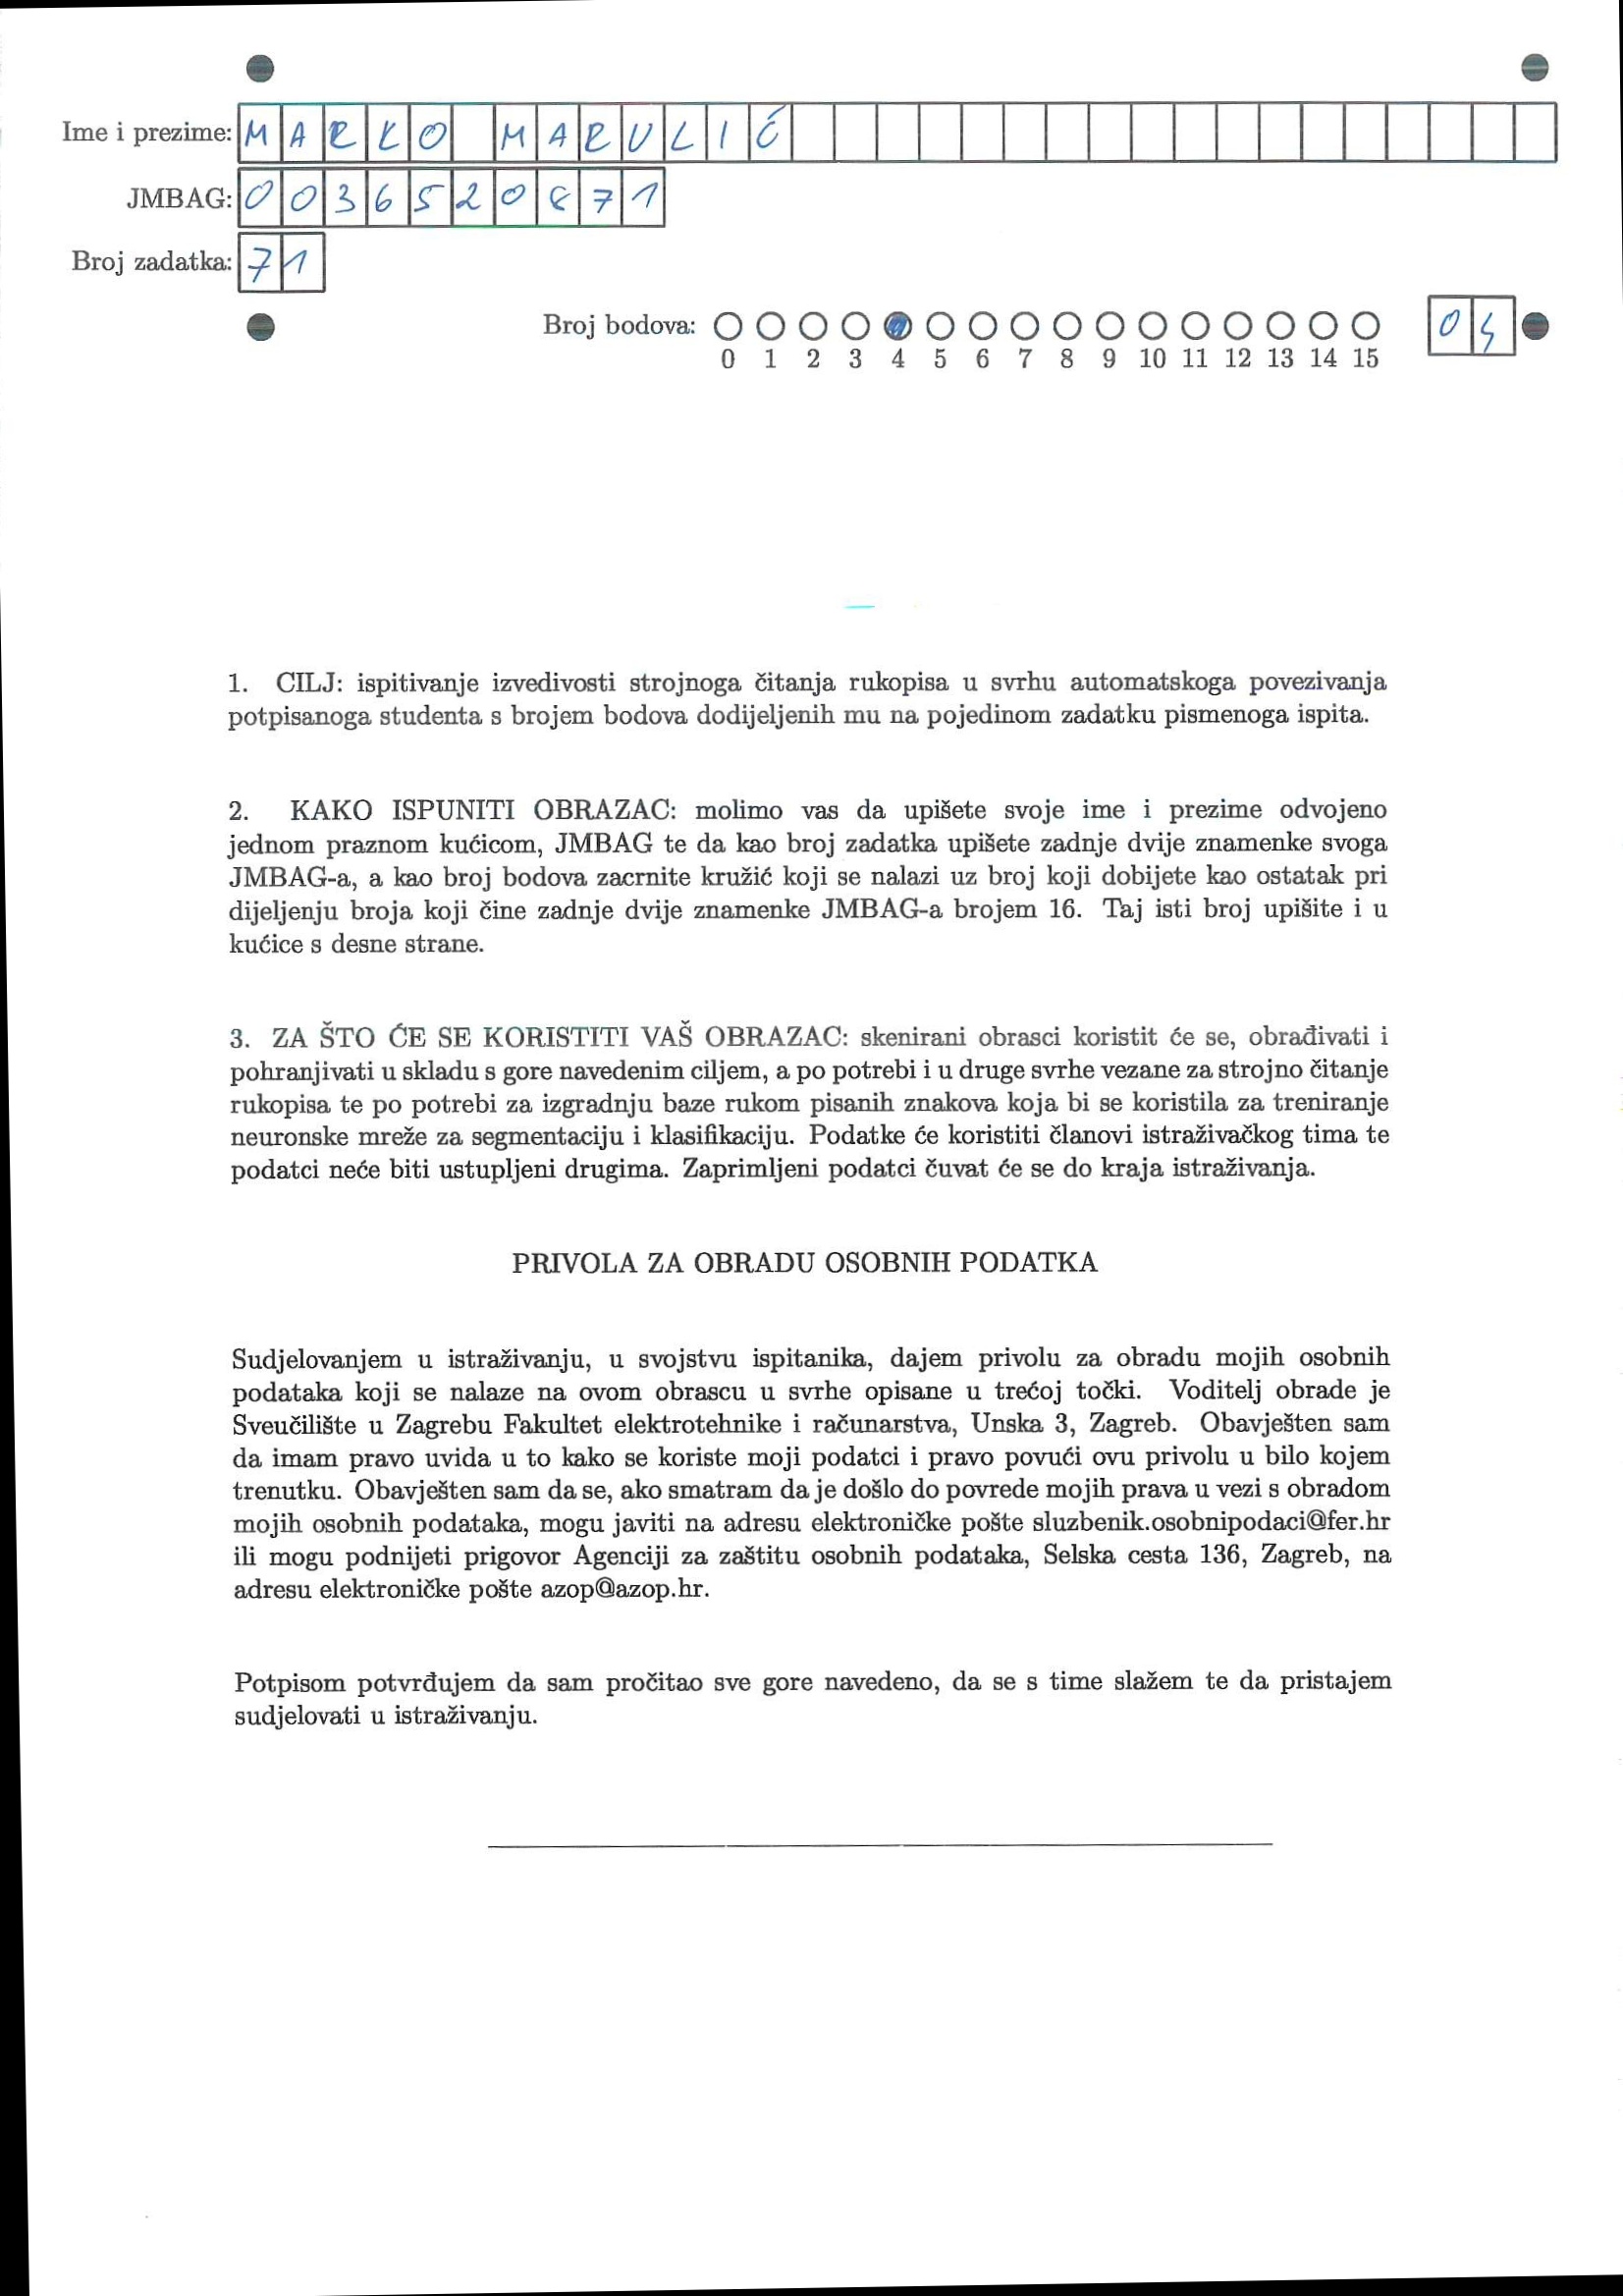 Ime i prezime: MARKO MARULIĆ
JMBAG: 0036520871
Broj zadatka: 71
Broj bodova: 04
0 1 2 3 4 5 6 7 8 9 10 11 12 13 14 15
1. CILJ: ispitivanje izvedivosti strojnoga čitanja rukopisa u svrhu automatskoga povezivanja
potpisanoga studenta s brojem bodova dodijeljenih mu na pojedinom zadatku pismenoga ispita.
2. KAKO ISPUNITI OBRAZAC: molimo vas da upišete svoje ime i prezime odvojeno
jednom praznom kućicom, JMBAG te da kao broj zadatka upišete zadnje dvije znamenke svoga
JMBAG-a, a kao broj bodova zacrnite kružić koji se nalazi uz broj koji dobijete kao ostatak pri
dijeljenju broja koji čine zadnje dvije znamenke JMBAG-a brojem 16. Taj isti broj upišite i u
kućice s desne strane.
3. ZA ŠTO ĆE SE KORISTITI VAŠ OBRAZAC: skenirani obrasci koristit će se, obrađivati i
pohranjivati u skladu s gore navedenim ciljem, a po potrebi i u druge svrhe vezane za strojno čitanje
rukopisa te po potrebi za izgradnju baze rukom pisanih znakova koja bi se koristila za treniranje
neuronske mreže za segmentaciju i klasifikaciju. Podatke će koristiti članovi istraživačkog tima te
podatci neće biti ustupljeni drugima. Zaprimljeni podatci čuvat će se do kraja istraživanja.
PRIVOLA ZA OBRADU OSOBNIH PODATKA
Sudjelovanjem u istraživanju, u svojstvu ispitanika, dajem privolu za obradu mojih osobnih
podataka koji se nalaze na ovom obrascu u svrhe opisane u trećoj točki. Voditelj obrade je
Sveučilište u Zagrebu Fakultet elektrotehnike i računarstva, Unska 3, Zagreb. Obavješten sam
da imam pravo uvida u to kako se koriste moji podatci i pravo povući ovu privolu u bilo kojem
trenutku. Obavješten sam da se, ako smatram da je došlo do povrede mojih prava u vezi s obradom
mojih osobnih podataka, mogu javiti na adresu elektroničke pošte sluzbenik.osobnipodaci@fer.hr
ili mogu podnijeti prigovor Agenciji za zaštitu osobnih podataka, Selska cesta 136, Zagreb, na
adresu elektroničke pošte azop@azop.hr.
Potpisom potvrđujem da sam pročitao sve gore navedeno, da se s time slažem te da pristajem
sudjelovati u istraživanju.